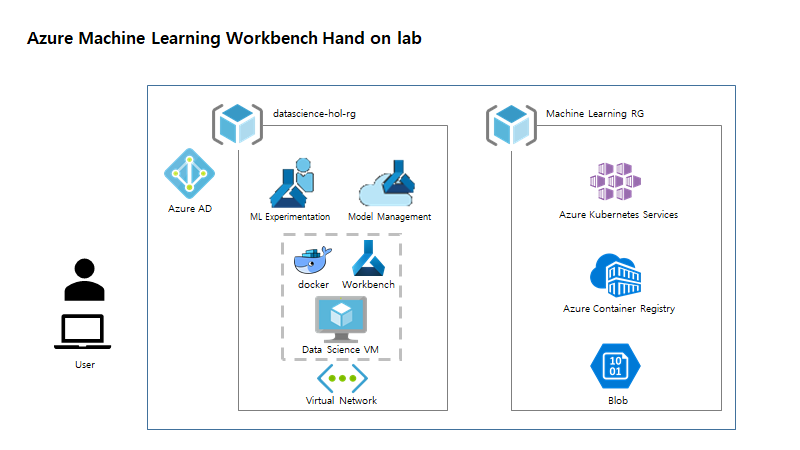 Azure Machine Learning Workbench Hand on lab
datascience-hol-rg
Machine Learning RG
Azure AD
ML Experimentation
Model Management
Azure Kubernetes Services
docker
Workbench
Azure Container Registry
Data Science VM
User
Virtual Network
10
01
Blob